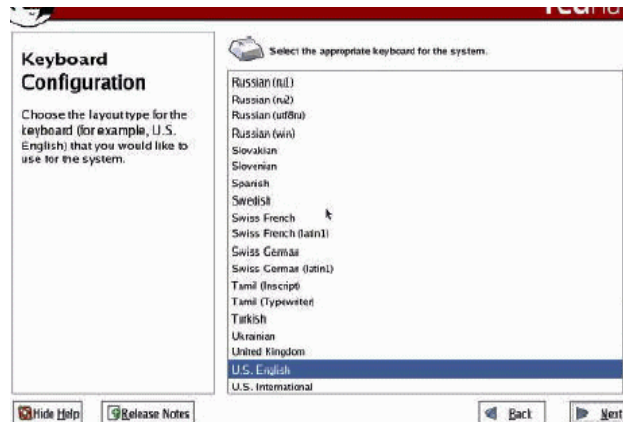 Keyboard
Configuration
Choose the layout type for the
keyboard (for example, U.S.
English) that you would like to
use for the system.
Select the appropriate keyboard for the system.
Russian (ru1)
Russian (ru2)
Russian (utf8ru)
Russian (win)
Slovakian
Slovenian
Spanish
Swedish
Swiss French
Swiss French (latin1)
Swiss German
Swiss German (latin1)
Tamil (Inscript)
Tamil (Typewriter)
Turkish
Ukrainian
United Kingdom
U.S. English
U.S. International
Hide Help
Release Notes
Back
Next